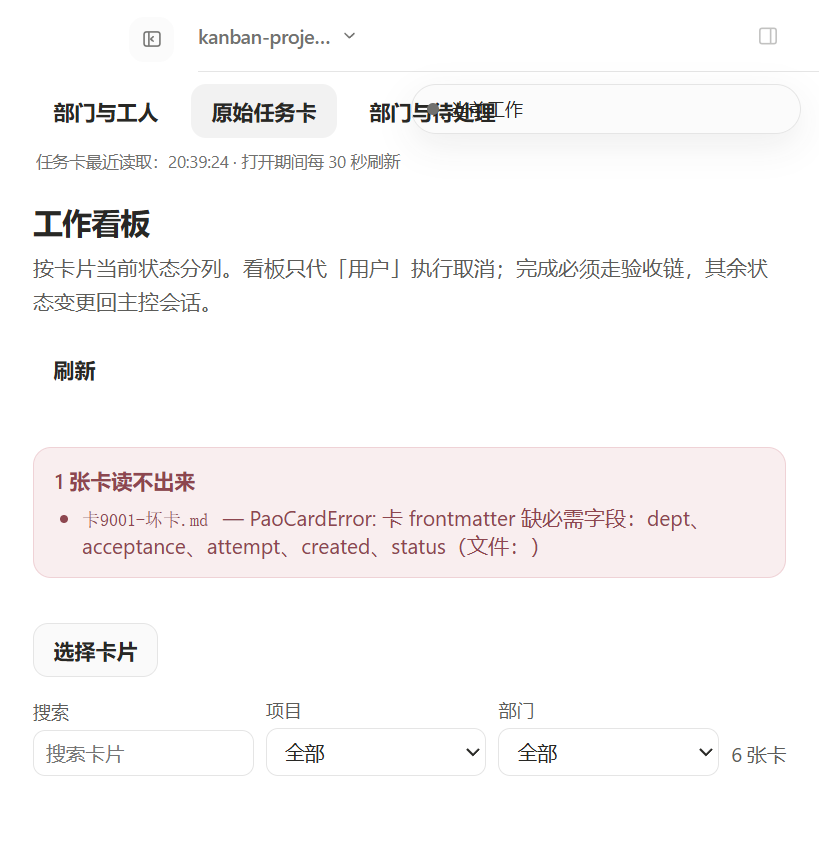 kanban-proje...
部门与工人
原始任务卡
部门与待处理
工作
任务卡最近读取：20:39:24 · 打开期间每 30 秒刷新
工作看板
按卡片当前状态分列。看板只代「用户」执行取消；完成必须走验收链，其余状
态变更回主控会话。
刷新
1 张卡读不出来
卡9001-坏卡.md — PaoCardError: 卡 frontmatter 缺必需字段：dept、
acceptance、attempt、created、status（文件：）
选择卡片
搜索
项目
部门
搜索卡片
全部
全部
6 张卡